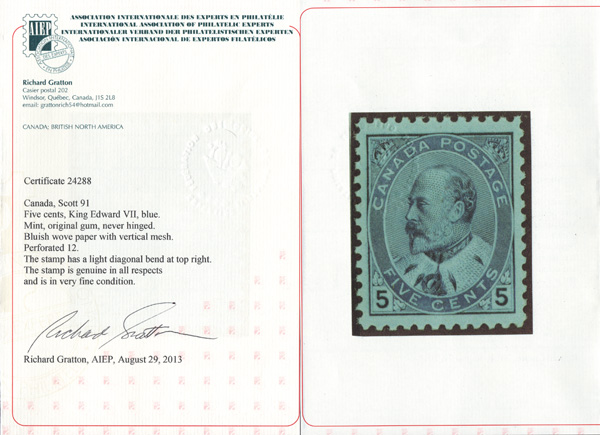 AIEP
ASSOCIATION INTERNATIONALE DES EXPERTS EN PHILATÉLIE
INTERNATIONAL ASSOCIATION OF PHILATELIC EXPERTS
INTERNATIONALER VERBAND DER PHILATELISTISCHEN EXPERTEN
ASOCIACIÓN INTERNACIONAL DE EXPERTOS FILATÉLICOS
Richard Gratton
Casier postal 202
Windsor, Québec, Canada, J1S 2L8
email: grattonrich54@hotmail.com
CANADA; BRITISH NORTH AMERICA
Certificate 24288
Canada, Scott 91
Five cents, King Edward VII, blue.
Mint, original gum, never hinged.
Bluish wove paper with vertical mesh.
Perforated 12.
The stamp has a light diagonal bend at top right.
The stamp is genuine in all respects
and is in very fine condition.
Richard Gratton
Richard Gratton, AIEP, August 29, 2013
CANADA POSTAGE
FIVE CENTS
5 5